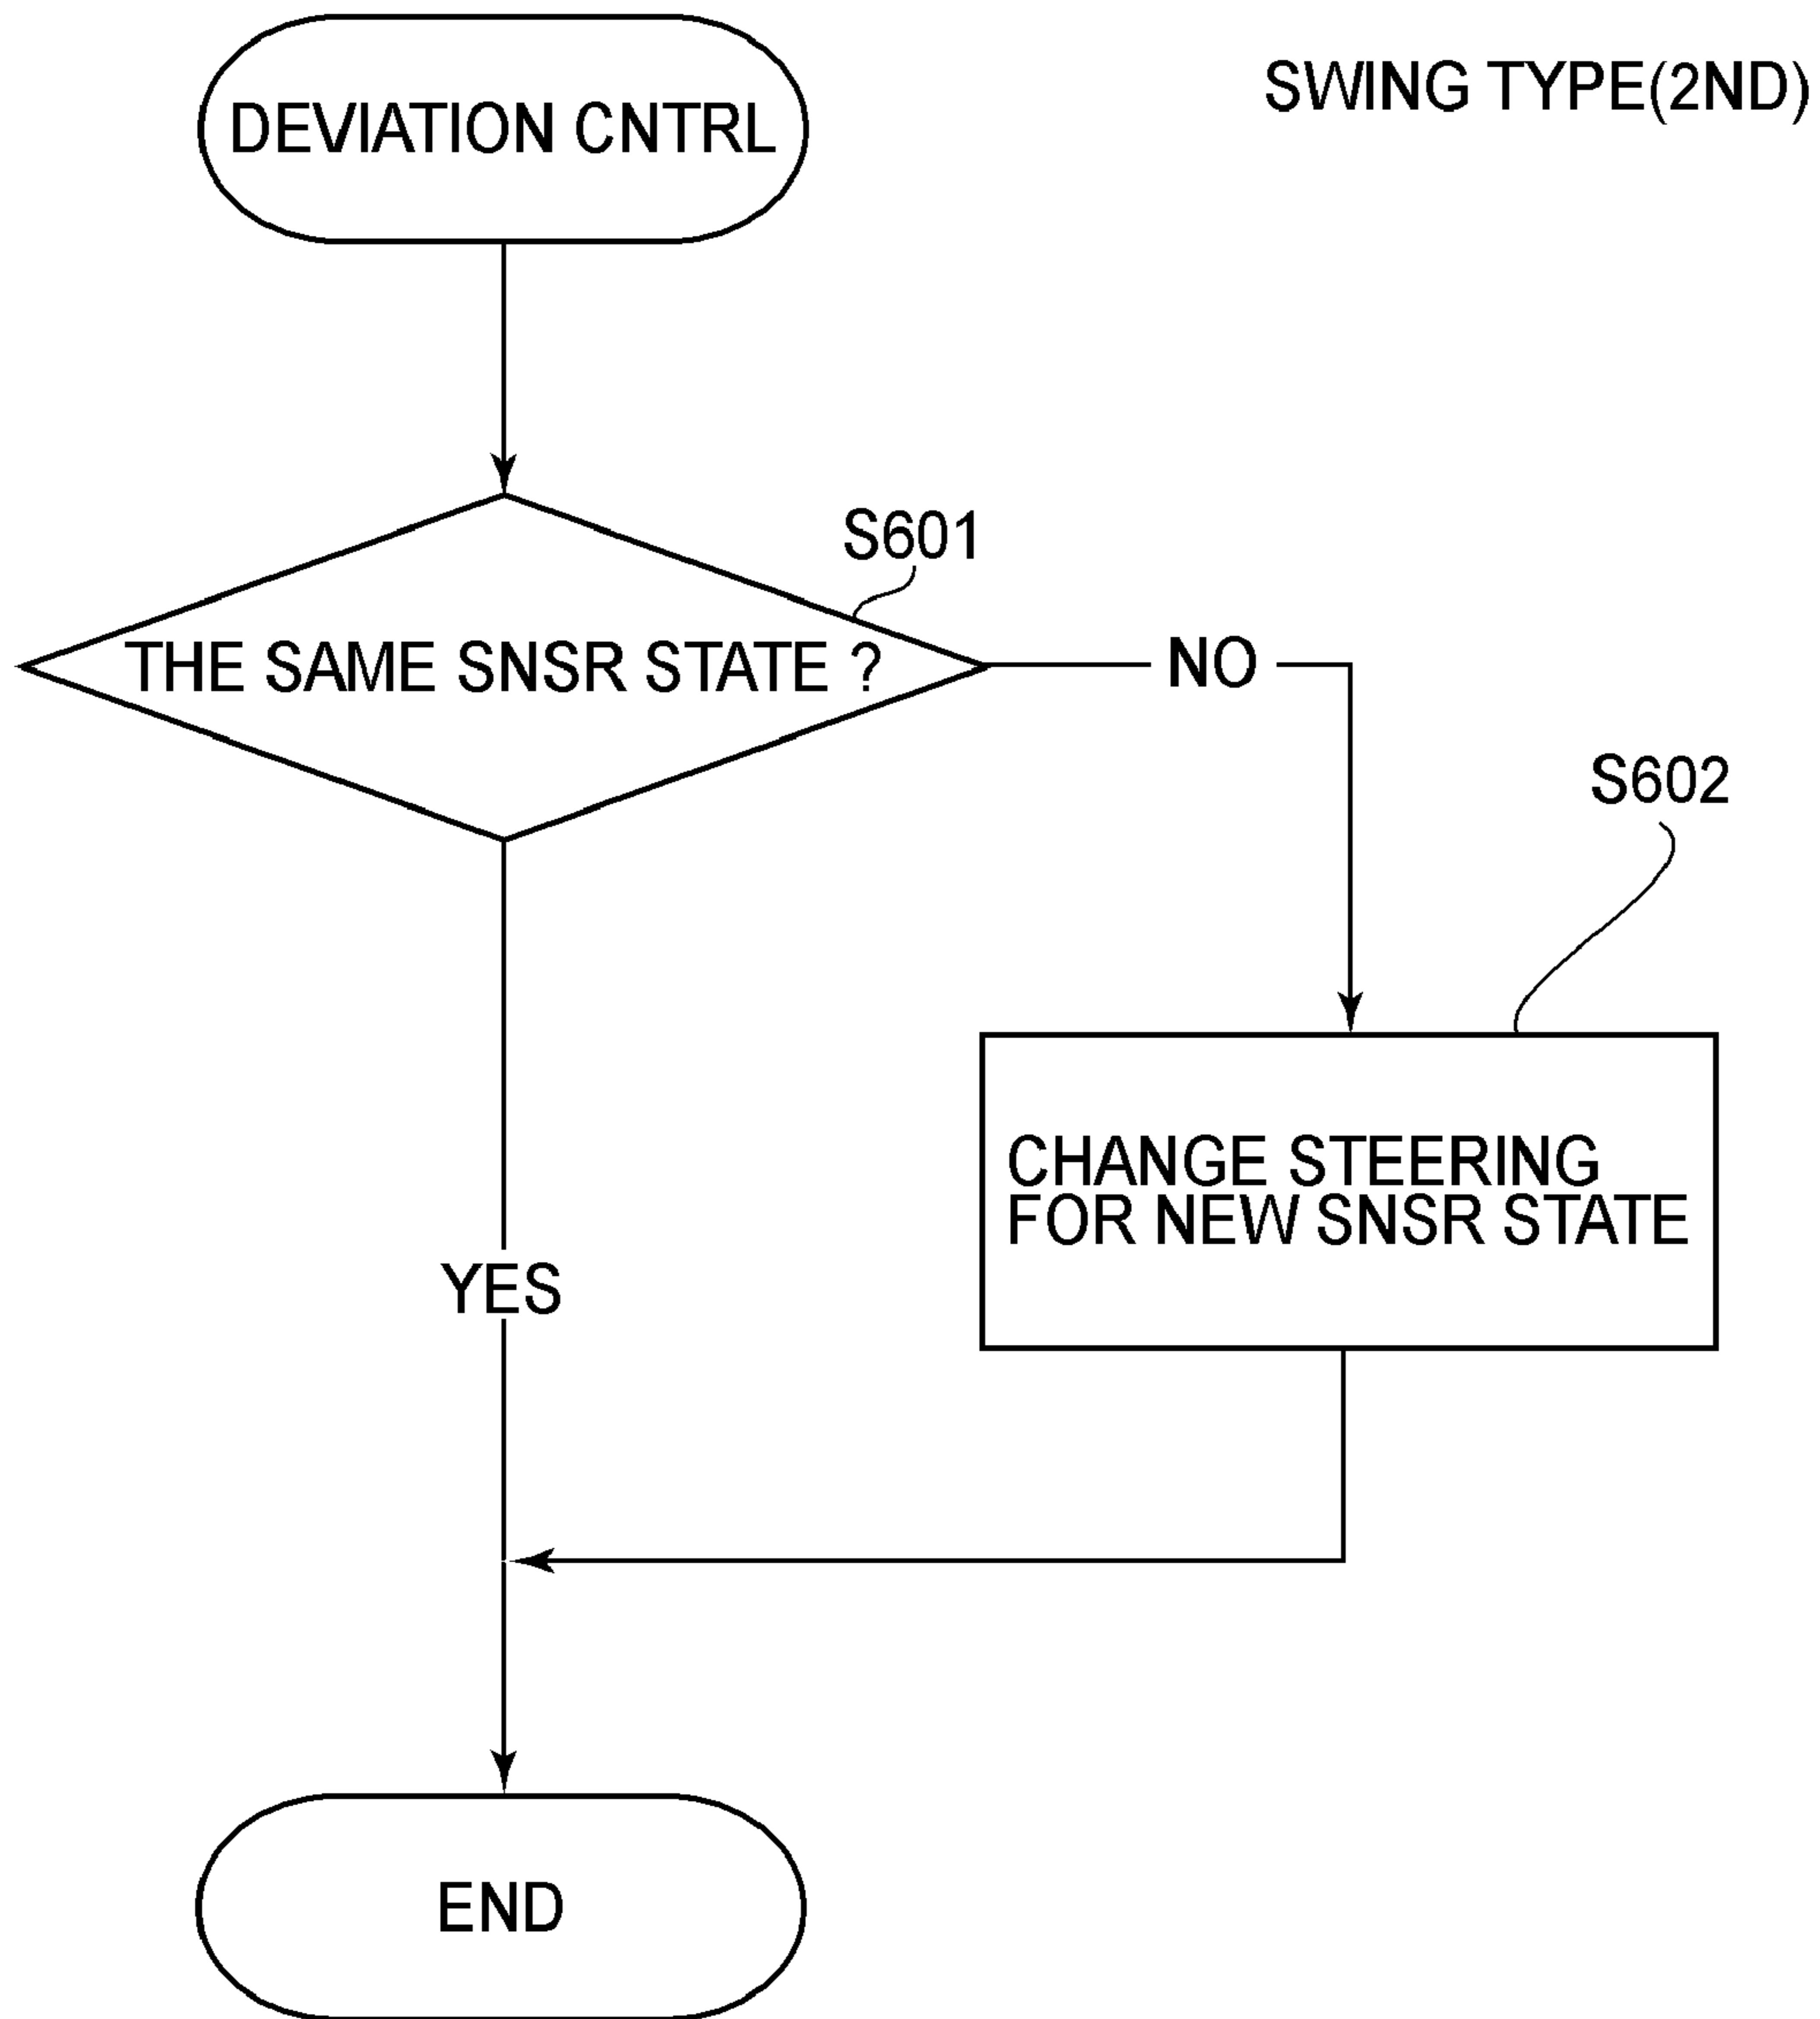 DEVIATION CNTRL
SWING TYPE(2ND)
S601
THE SAME SNSR STATE ?
NO
S602
CHANGE STEERING
FOR NEW SNSR STATE
YES
END